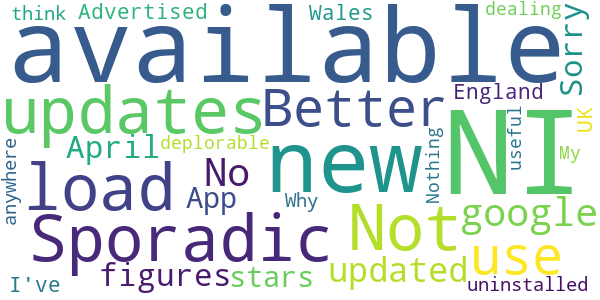 think Advertised Wales dealing
available Sorry
updates Better England
NI
UK
April deplorable new useful My
anywhere load No Nothing
App Why google
Sporadic Not use
figures stars updated
I've uninstalled